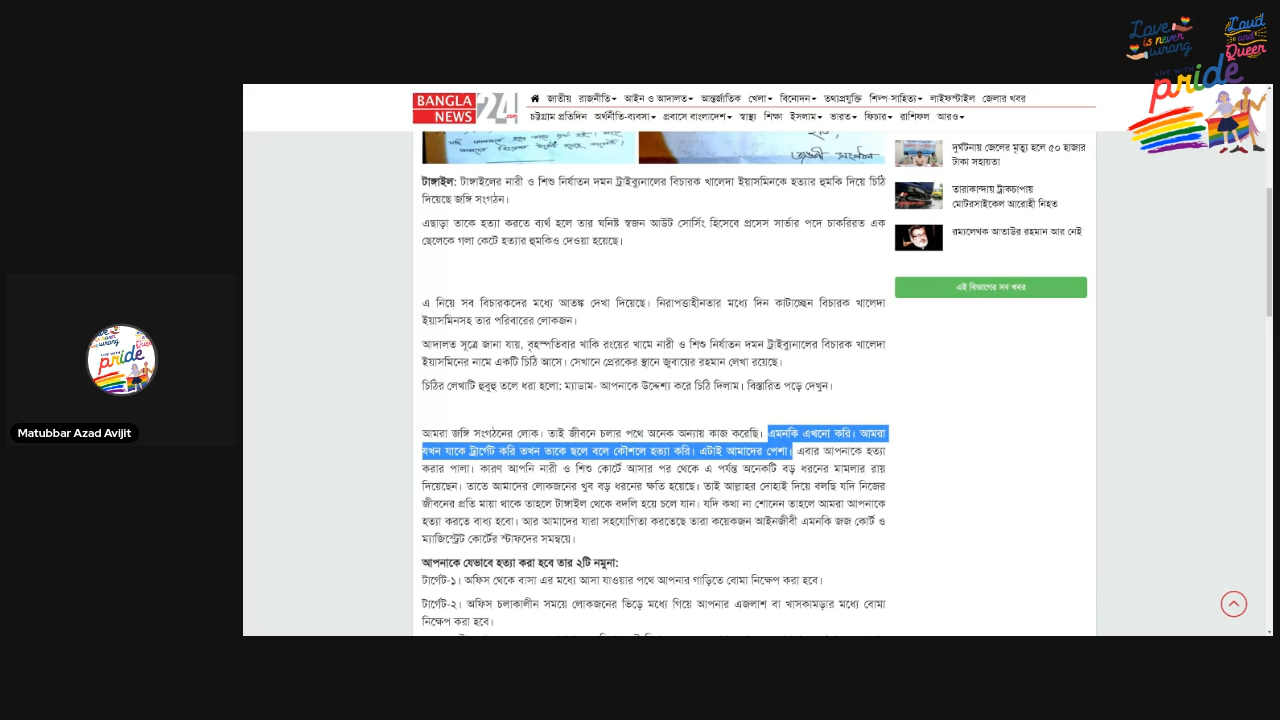 Love
is never
wrang
Loud
and
Queer
LIVE WITH
pride
BANGLA
NEWS
24
.com
জাতীয় রাজনীতি আইন ও আদালত আন্তর্জাতিক খেলা বিনোদন তথ্যপ্রযুক্তি শিল্প-সাহিত্য লাইফস্টাইল জেলার খবর
চট্টগ্রাম প্রতিদিন অর্থনীতি-ব্যবসা প্রবাসে বাংলাদেশ স্বাস্থ্য শিক্ষা ইসলাম ভারত ফিচার রাশিফল আরও
টাঙ্গাইল: টাঙ্গাইলের নারী ও শিশু নির্যাতন দমন ট্রাইব্যুনালের বিচারক খালেদা ইয়াসমিনকে হত্যার হুমকি দিয়ে চিঠি
দিয়েছে জঙ্গি সংগঠন।
এছাড়া তাকে হত্যা করতে ব্যর্থ হলে তার ঘনিষ্ট স্বজন আউট সোর্সিং হিসেবে প্রসেস সার্ভার পদে চাকরিরত এক
ছেলেকে গলা কেটে হত্যার হুমকিও দেওয়া হয়েছে।
এ নিয়ে সব বিচারকদের মধ্যে আতঙ্ক দেখা দিয়েছে। নিরাপত্তাহীনতার মধ্যে দিন কাটাচ্ছেন বিচারক খালেদা
ইয়াসমিনসহ তার পরিবারের লোকজন।
আদালত সূত্রে জানা যায়, বৃহস্পতিবার খাকি রংয়ের খামে নারী ও শিশু নির্যাতন দমন ট্রাইব্যুনালের বিচারক খালেদা
ইয়াসমিনের নামে একটি চিঠি আসে। সেখানে প্রেরকের স্থানে জুবায়ের রহমান লেখা রয়েছে।
চিঠির লেখাটি হুবুহু তলে ধরা হলো: ম্যাডাম- আপনাকে উদ্দেশ্য করে চিঠি দিলাম। বিস্তারিত পড়ে দেখুন।
আমরা জঙ্গি সংগঠনের লোক। তাই জীবনে চলার পথে অনেক অন্যায় কাজ করেছি। এমনকি এখনো করি। আমরা
যখন যাকে ট্রার্গেট করি তখন তাকে ছলে বলে কৌশলে হত্যা করি। এটাই আমাদের পেশা। এবার আপনাকে হত্যা
করার পালা। কারণ আপনি নারী ও শিশু কোর্টে আসার পর থেকে এ পর্যন্ত অনেকটি বড় ধরনের মামলার রায়
দিয়েছেন। তাতে আমাদের লোকজনের খুব বড় ধরনের ক্ষতি হয়েছে। তাই আল্লাহর দোহাই দিয়ে বলছি যদি নিজের
জীবনের প্রতি মায়া থাকে তাহলে টাঙ্গাইল থেকে বদলি হয়ে চলে যান। যদি কথা না শোনেন তাহলে আমরা আপনাকে
হত্যা করতে বাধ্য হবো। আর আমাদের যারা সহযোগিতা করতেছে তারা কয়েকজন আইনজীবী এমনকি জজ কোর্ট ও
ম্যাজিস্ট্রেট কোর্টের স্টাফদের সমন্বয়ে।
আপনাকে যেভাবে হত্যা করা হবে তার ২টি নমুনা:
টার্গেট-১। অফিস থেকে বাসা এর মধ্যে আসা যাওয়ার পথে আপনার গাড়িতে বোমা নিক্ষেপ করা হবে।
টার্গেট-২। অফিস চলাকালীন সময়ে লোকজনের ভিড়ে মধ্যে গিয়ে আপনার এজলাশ বা খাসকামড়ার মধ্যে বোমা
নিক্ষেপ করা হবে।
দুর্ঘটনায় জেলের মৃত্যু হলে ৫০ হাজার
টাকা সহায়তা
তারাকান্দায় ট্রাকচাপায়
মোটরসাইকেল আরোহী নিহত
রম্যলেখক আতাউর রহমান আর নেই
এই বিভাগের সব খবর
pride
Matubbar Azad Avijit